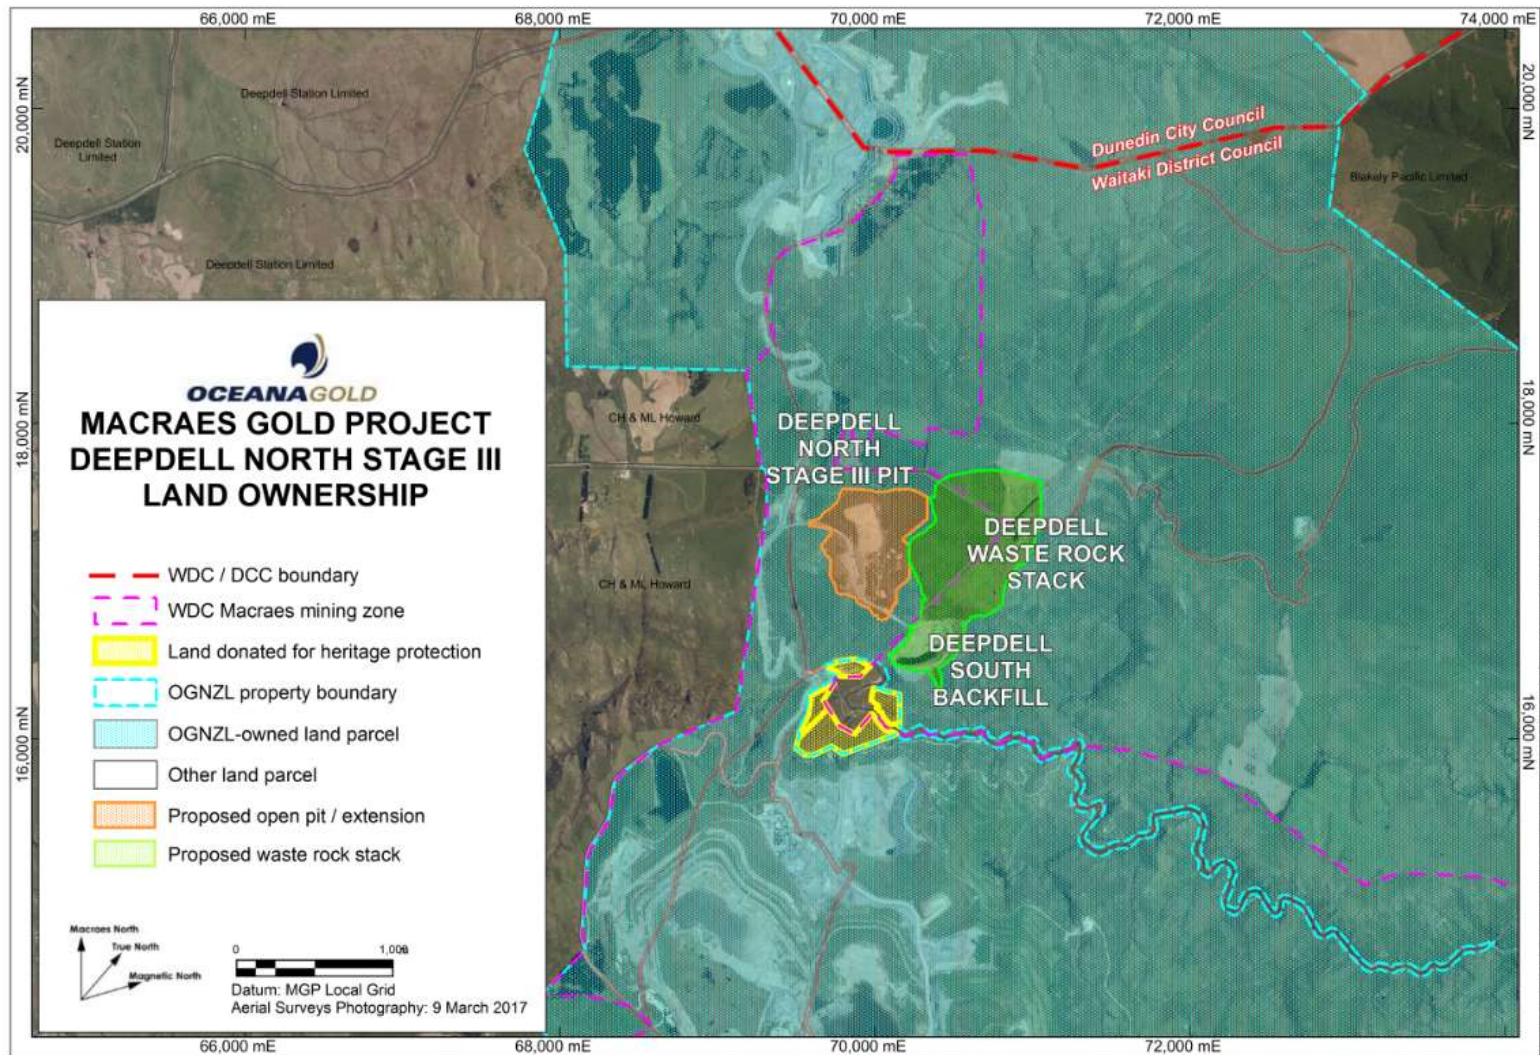 66,000 mE
68,000 mE
70,000 mE
72,000 mE
74,000 mE
20,000 mN
18,000 mN
16,000 mN
20,000 mN
18,000 mN
16,000 mN
Deepdell Station Limited
Deepdell Station
Limited
Deepdell Station Limited
Dunedin City Council
Waitaki District Council
Blakely Pacific Limited
CH & ML Howard
CH & ML Howard
DEEPDELL
NORTH
STAGE III PIT
DEEPDELL
WASTE ROCK
STACK
DEEPDELL
SOUTH
BACKFILL
OCEANAGOLD
MACRAES GOLD PROJECT
DEEPDELL NORTH STAGE III
LAND OWNERSHIP
WDC / DCC boundary
WDC Macraes mining zone
Land donated for heritage protection
OGNZL property boundary
OGNZL-owned land parcel
Other land parcel
Proposed open pit / extension
Proposed waste rock stack
Macraes North
True North
Magnetic North
0
Datum: MGP Local Grid
Aerial Surveys Photography: 9 March 2017
66,000 mE
68,000 mE
70,000 mE
72,000 mE